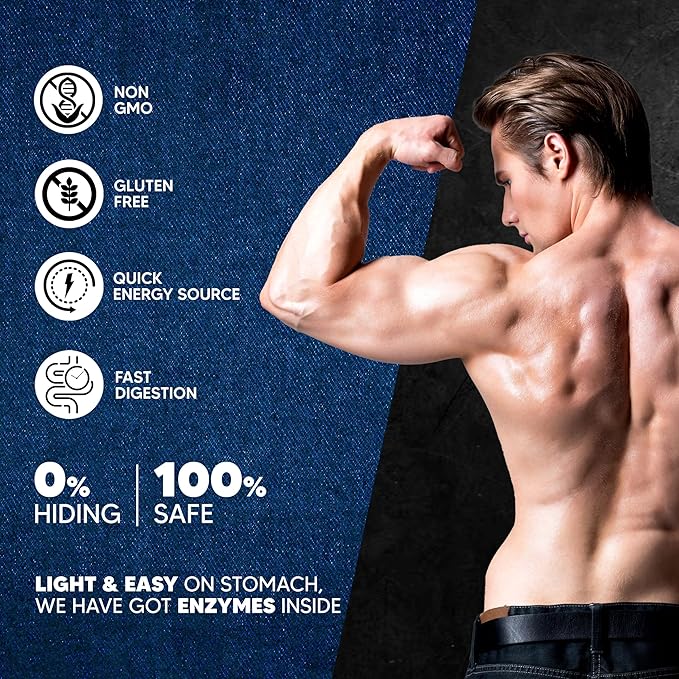 NON
GMO
GLUTEN
FREE
QUICK
ENERGY SOURCE
FAST
DIGESTION
0% HIDING
100% SAFE
LIGHT & EASY ON STOMACH,
WE HAVE GOT ENZYMES INSIDE